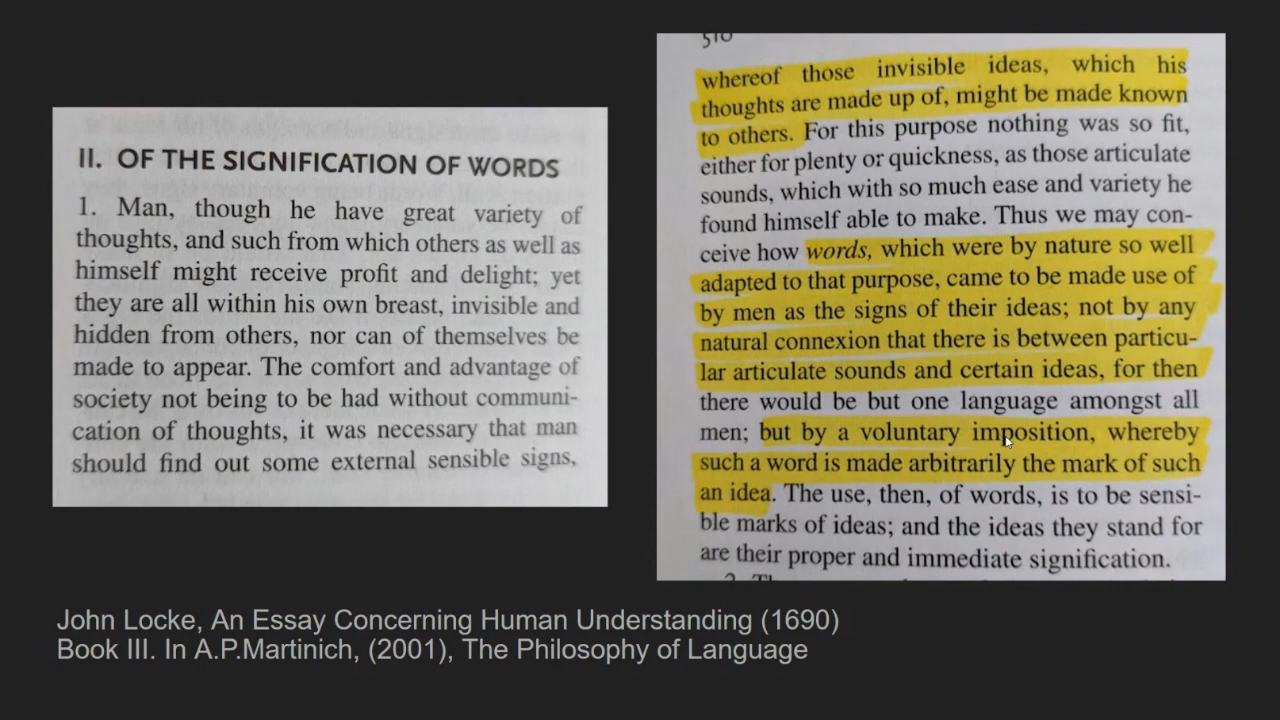 II. OF THE SIGNIFICATION OF WORDS
1. Man, though he have great variety of
thoughts, and such from which others as well as
himself might receive profit and delight; yet
they are all within his own breast, invisible and
hidden from others, nor can of themselves be
made to appear. The comfort and advantage of
society not being to be had without communi-
cation of thoughts, it was necessary that man
should find out some external sensible signs,
510
whereof those invisible ideas, which his
thoughts are made up of, might be made known
to others. For this purpose nothing was so fit,
either for plenty or quickness, as those articulate
sounds, which with so much ease and variety he
found himself able to make. Thus we may con-
ceive how words, which were by nature so well
adapted to that purpose, came to be made use of
by men as the signs of their ideas; not by any
natural connexion that there is between particu-
lar articulate sounds and certain ideas, for then
there would be but one language amongst all
men; but by a voluntary imposition, whereby
such a word is made arbitrarily the mark of such
an idea. The use, then, of words, is to be sensi-
ble marks of ideas; and the ideas they stand for
are their proper and immediate signification.
John Locke, An Essay Concerning Human Understanding (1690)
Book III. In A.P.Martinich, (2001), The Philosophy of Language